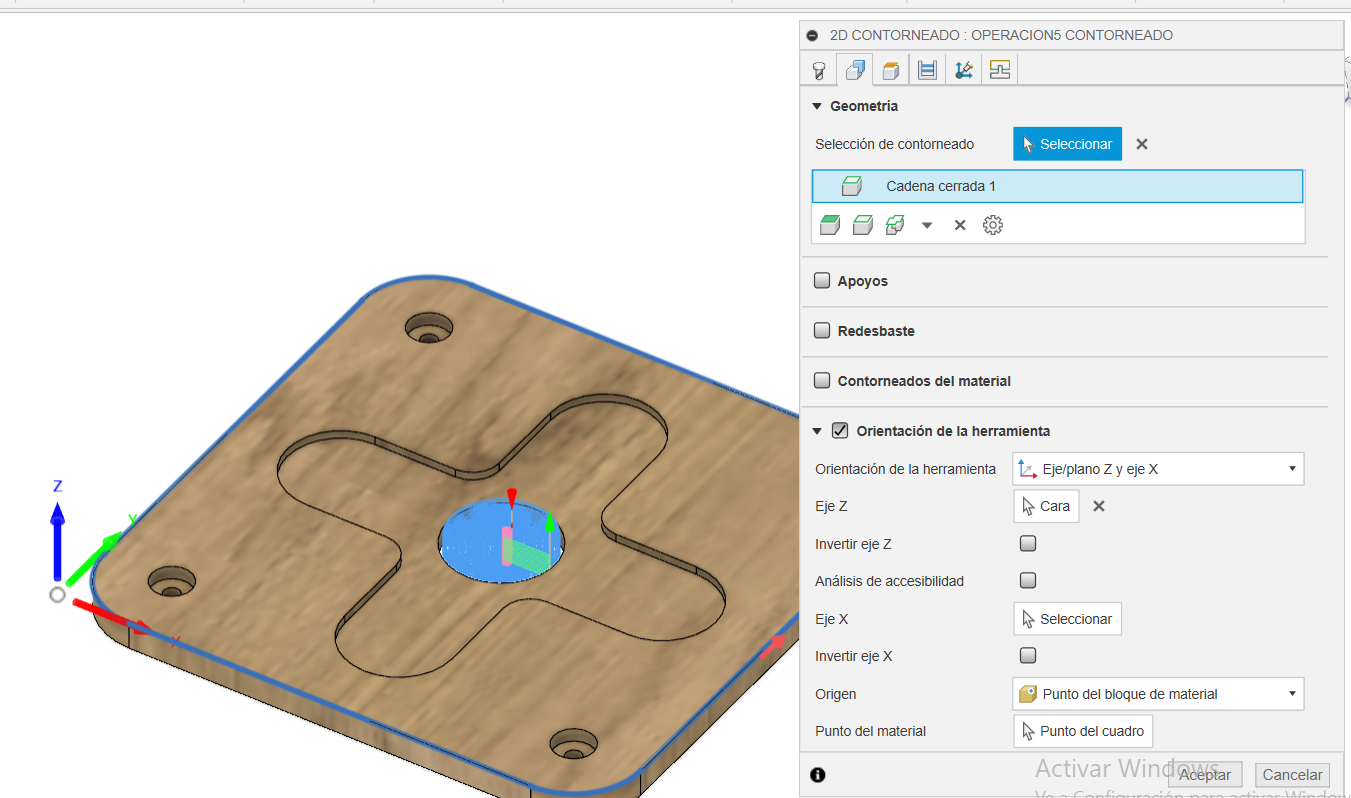 2D CONTORNEADO : OPERACION5 CONTORNEADO
Geometría
Selección de contorneado Seleccionar
Cadena cerrada 1
Apoyos
Redesbaste
Contorneados del material
Orientación de la herramienta
Orientación de la herramienta Eje/plano Z y eje X
Eje Z Cara
Invertir eje Z
Análisis de accesibilidad
Eje X Seleccionar
Invertir eje X
Origen Punto del bloque de material
Punto del material Punto del cuadro
Activar Windows
Aceptar Cancelar
Ve a Configuración para activar Windows
Z
Y
X